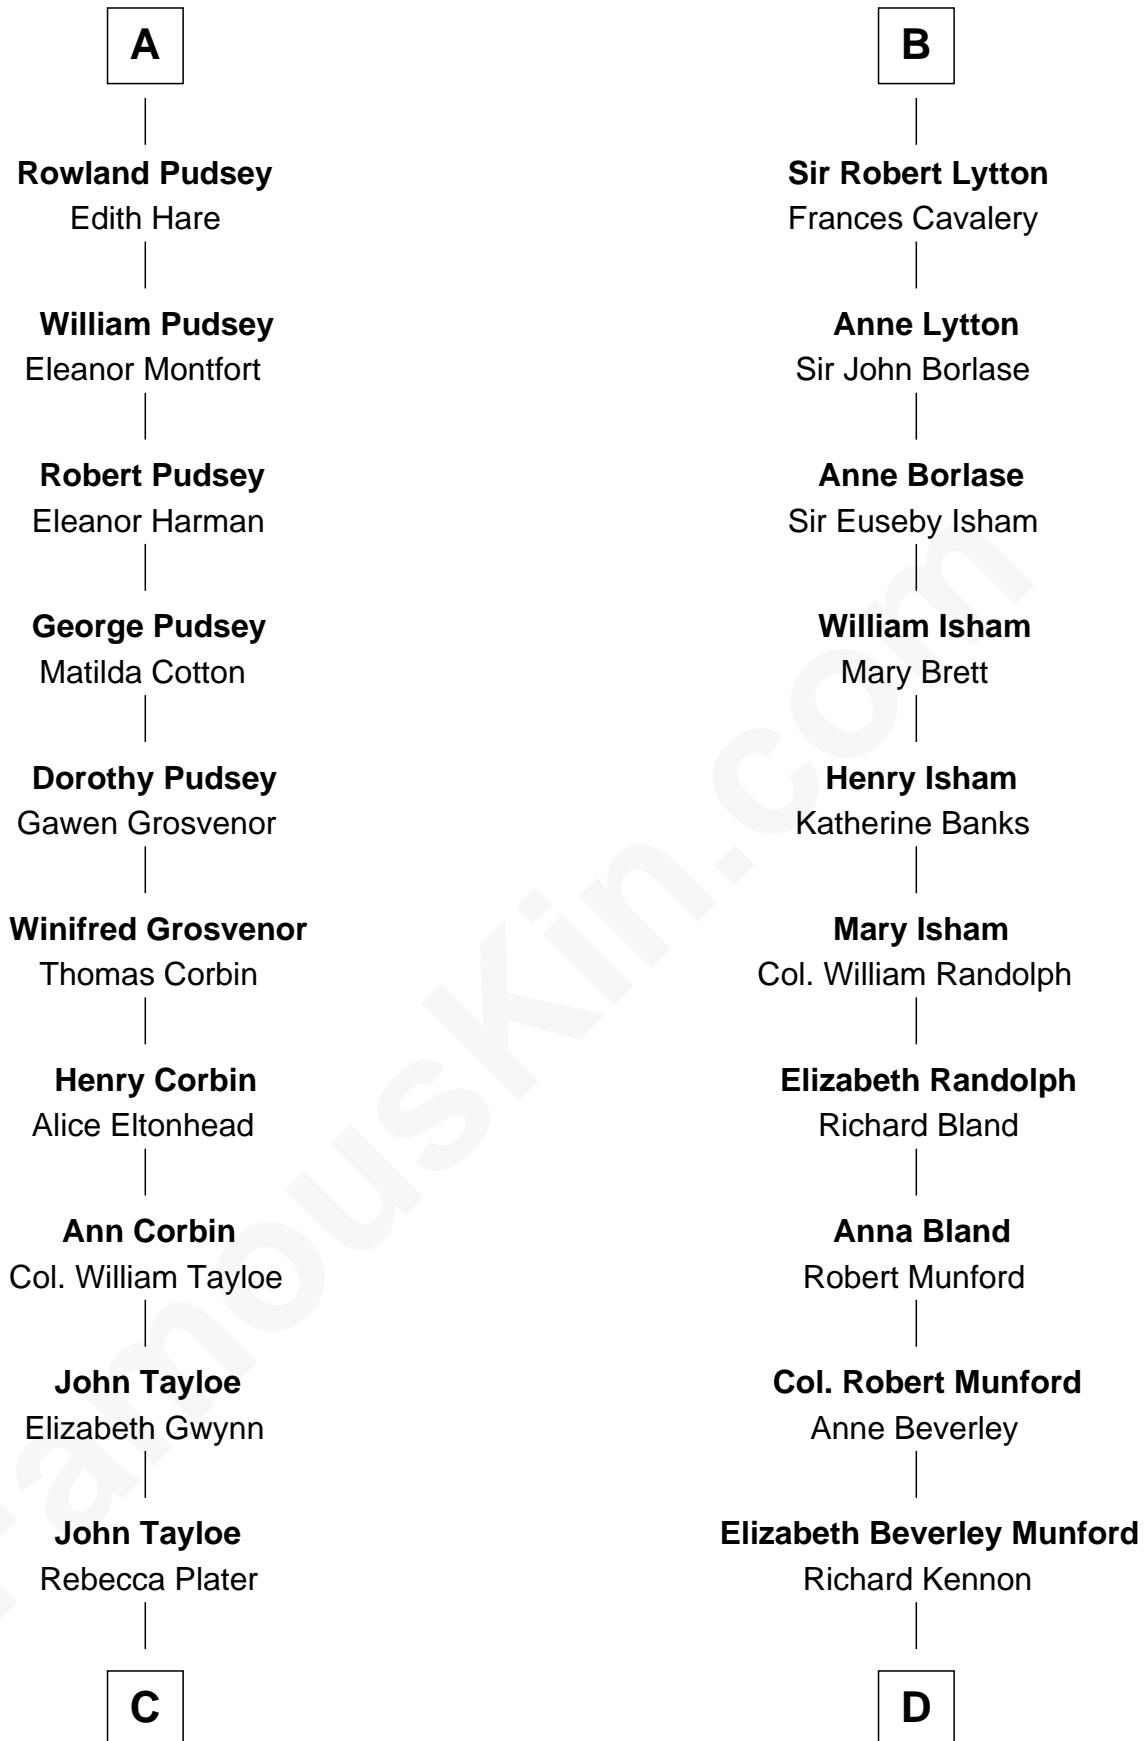 A
Rowland Pudsey
Edith Hare
William Pudsey
Eleanor Montfort
Robert Pudsey
Eleanor Harman
George Pudsey
Matilda Cotton
Dorothy Pudsey
Gawen Grosvenor
Winifred Grosvenor
Thomas Corbin
Henry Corbin
Alice Eltonhead
Ann Corbin
Col. William Tayloe
John Tayloe
Elizabeth Gwynn
John Tayloe
Rebecca Plater
C
B
Sir Robert Lytton
Frances Cavalery
Anne Lytton
Sir John Borlase
Anne Borlase
Sir Euseby Isham
William Isham
Mary Brett
Henry Isham
Katherine Banks
Mary Isham
Col. William Randolph
Elizabeth Randolph
Richard Bland
Anna Bland
Robert Munford
Col. Robert Munford
Anne Beverley
Elizabeth Beverley Munford
Richard Kennon
D
FamousKin.com